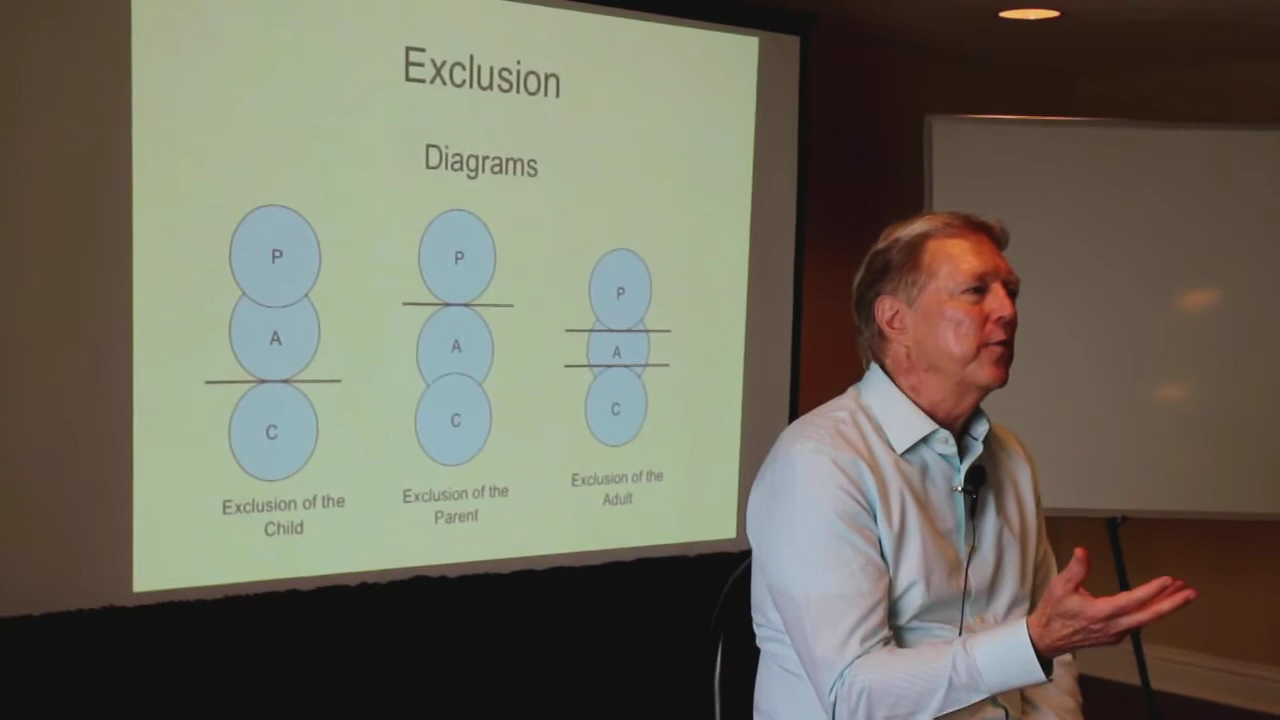 Exclusion
Diagrams
P
A
C
Exclusion of the
Child
P
A
C
Exclusion of the
Parent
P
A
C
Exclusion of the
Adult